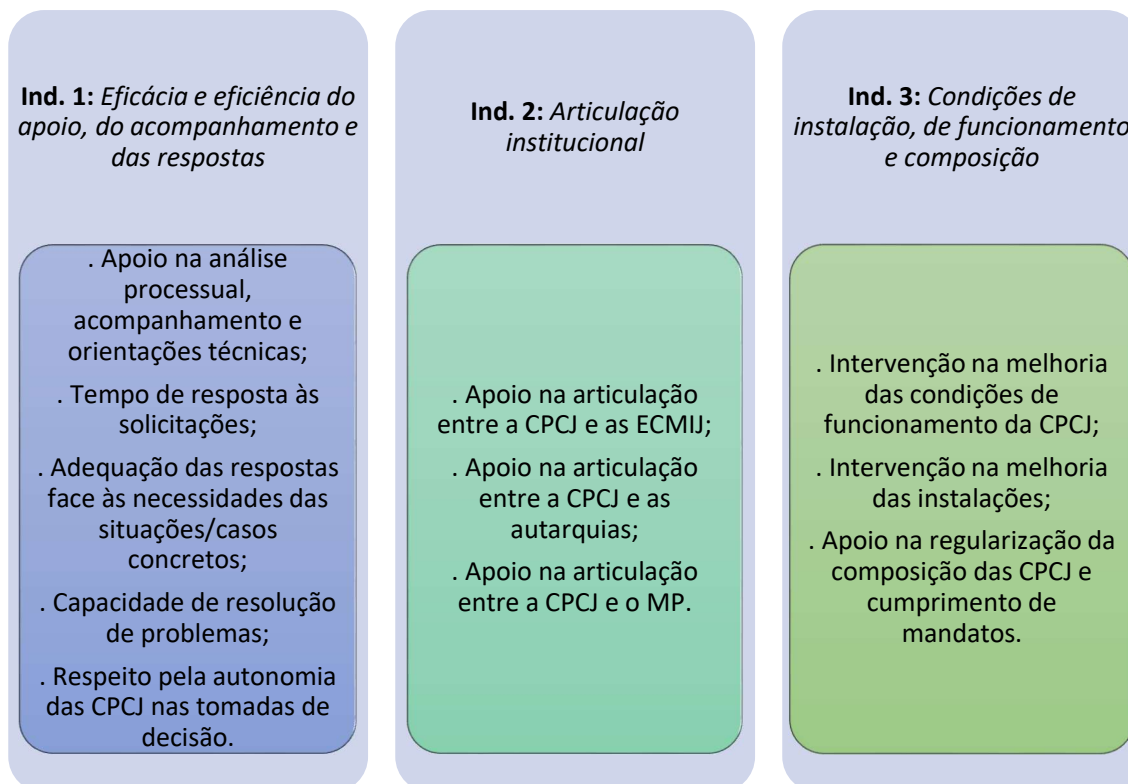 Ind. 1: Eficácia e eficiência do
apoio, do acompanhamento e
das respostas
. Apoio na análise
processual,
acompanhamento e
orientações técnicas;
. Tempo de resposta às
solicitações;
. Adequação das respostas
face às necessidades das
situações/casos
concretos;
. Capacidade de resolução
de problemas;
. Respeito pela autonomia
das CPCJ nas tomadas de
decisão.
Ind. 2: Articulação
institucional
. Apoio na articulação
entre a CPCJ e as ECMIJ;
. Apoio na articulação
entre a CPCJ e as
autarquias;
. Apoio na articulação
entre a CPCJ e o MP.
Ind. 3: Condições de
instalação, de funcionamento
e composição
. Intervenção na melhoria
das condições de
funcionamento da CPCJ;
. Intervenção na melhoria
das instalações;
. Apoio na regularização da
composição das CPCJ e
cumprimento de
mandatos.